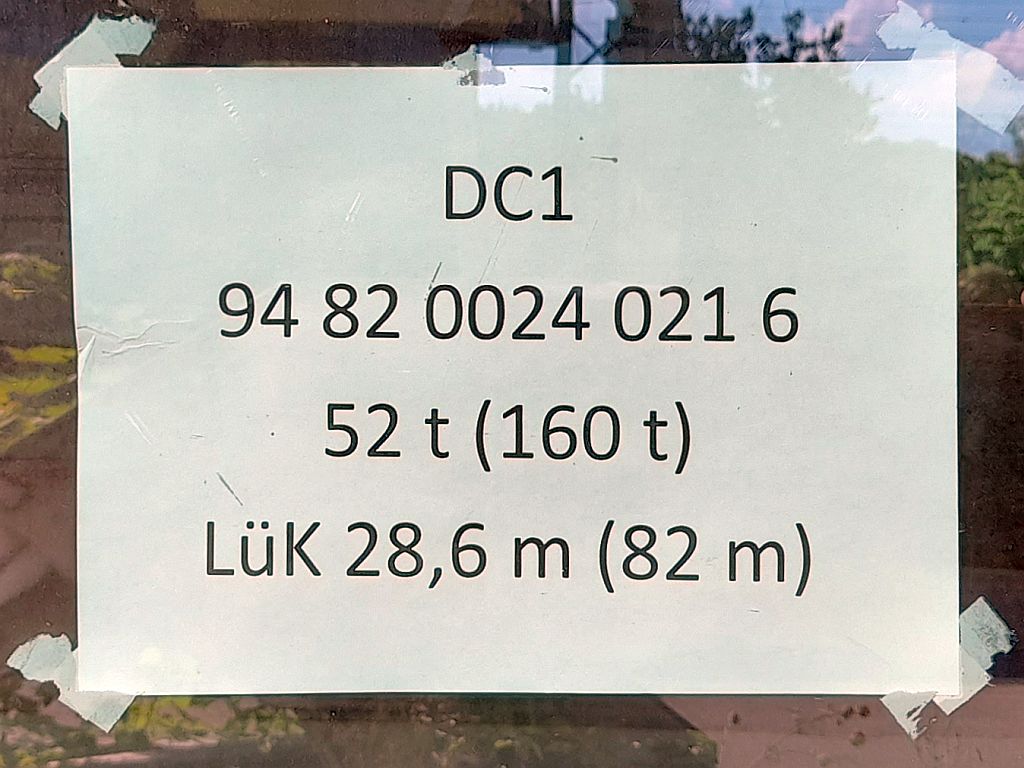 DC1
94 82 0024 021 6
52 t (160 t)
LüK 28,6 m (82 m)